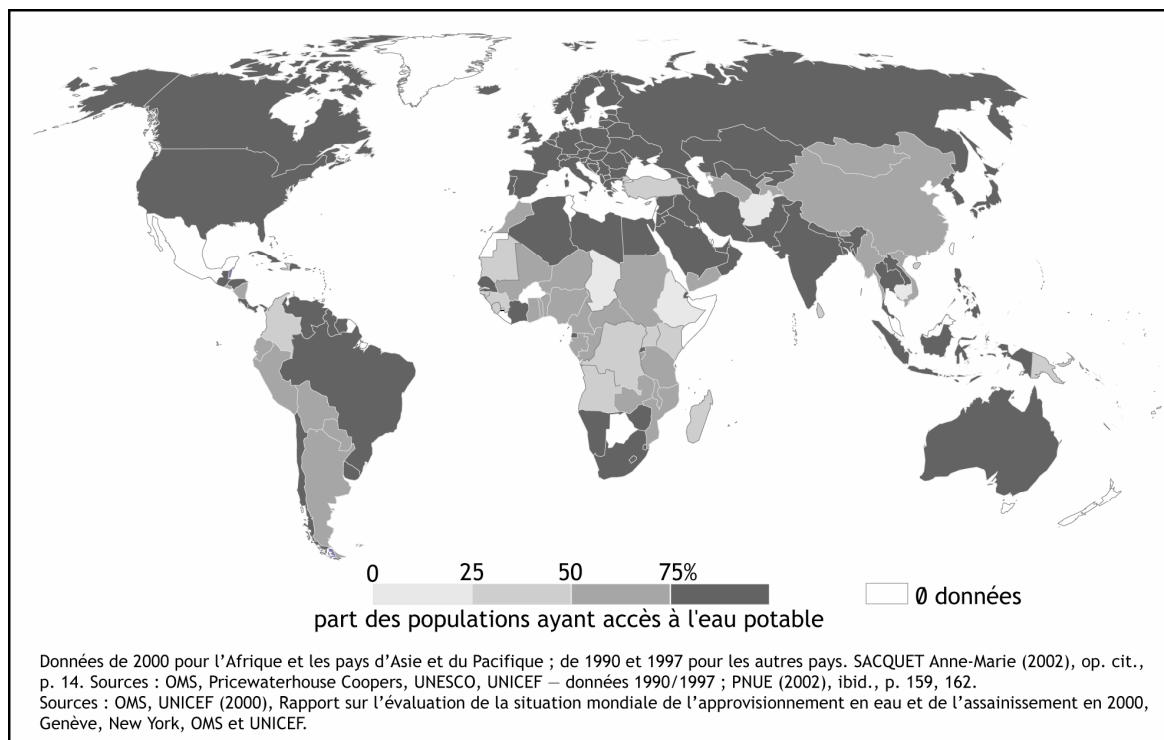 0 25 50 75%
part des populations ayant accès à l'eau potable
Ø données
Données de 2000 pour l’Afrique et les pays d’Asie et du Pacifique ; de 1990 et 1997 pour les autres pays. SACQUET Anne-Marie (2002), op. cit.,
p. 14. Sources : OMS, Pricewaterhouse Coopers, UNESCO, UNICEF — données 1990/1997 ; PNUE (2002), ibid., p. 159, 162.
Sources : OMS, UNICEF (2000), Rapport sur l’évaluation de la situation mondiale de l’approvisionnement en eau et de l’assainissement en 2000,
Genève, New York, OMS et UNICEF.